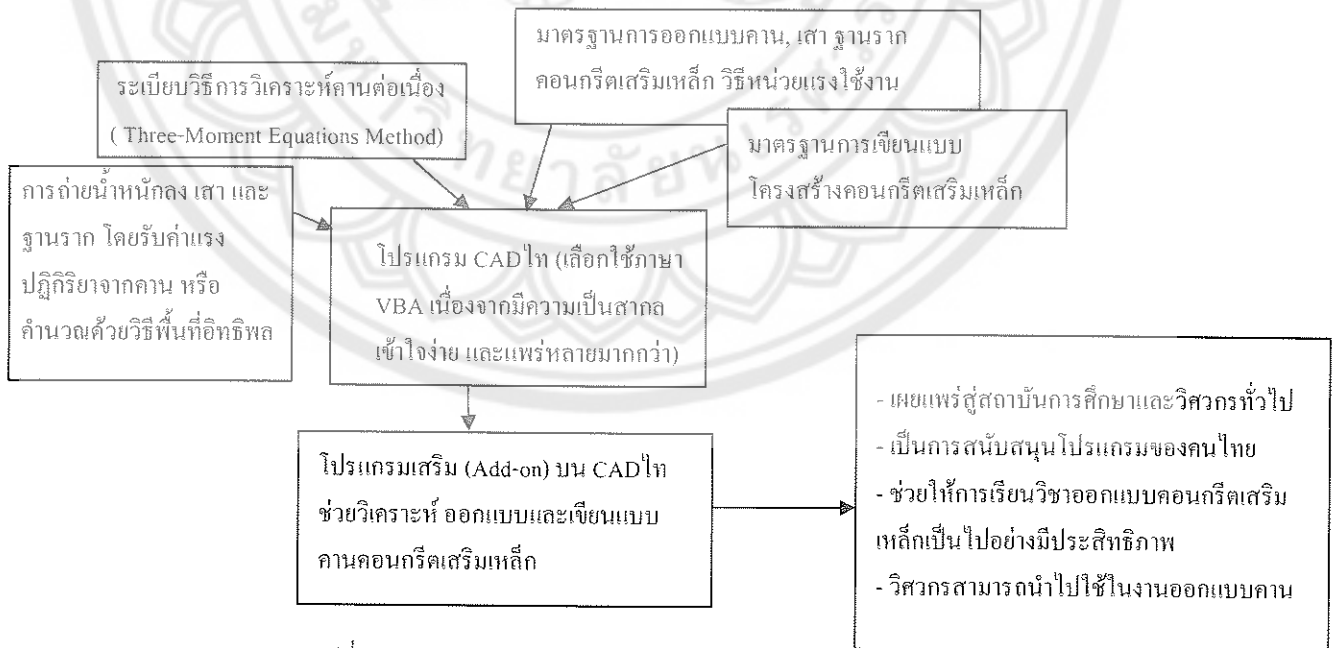 มาตรฐานการออกแบบคาน, เสา ฐานราก
คอนกรีตเสริมเหล็ก วิธีหน่วยแรงใช้งาน
ระเบียบวิธีการวิเคราะห์คานต่อเนื่อง
( Three-Moment Equations Method)
มาตรฐานการเขียนแบบ
โครงสร้างคอนกรีตเสริมเหล็ก
การถ่ายน้ำหนักลง เสา และ
ฐานราก โดยรับค่าแรง
ปฏิกิริยาจากคาน หรือ
คำนวณด้วยวิธีพื้นที่อิทธิพล
โปรแกรม CADไท (เลือกใช้ภาษา
VBA เนื่องจากมีความเป็นสากล
เข้าใจง่าย และแพร่หลายมากกว่า)
โปรแกรมเสริม (Add-on) บน CADไท
ช่วยวิเคราะห์ ออกแบบและเขียนแบบ
คานคอนกรีตเสริมเหล็ก
- เผยแพร่สู่สถาบันการศึกษาและวิศวกรทั่วไป
- เป็นการสนับสนุนโปรแกรมของคนไทย
- ช่วยให้การเรียนวิชาออกแบบคอนกรีตเสริม
เหล็กเป็นไปอย่างมีประสิทธิภาพ
- วิศวกรสามารถนำไปใช้ในงานออกแบบคาน